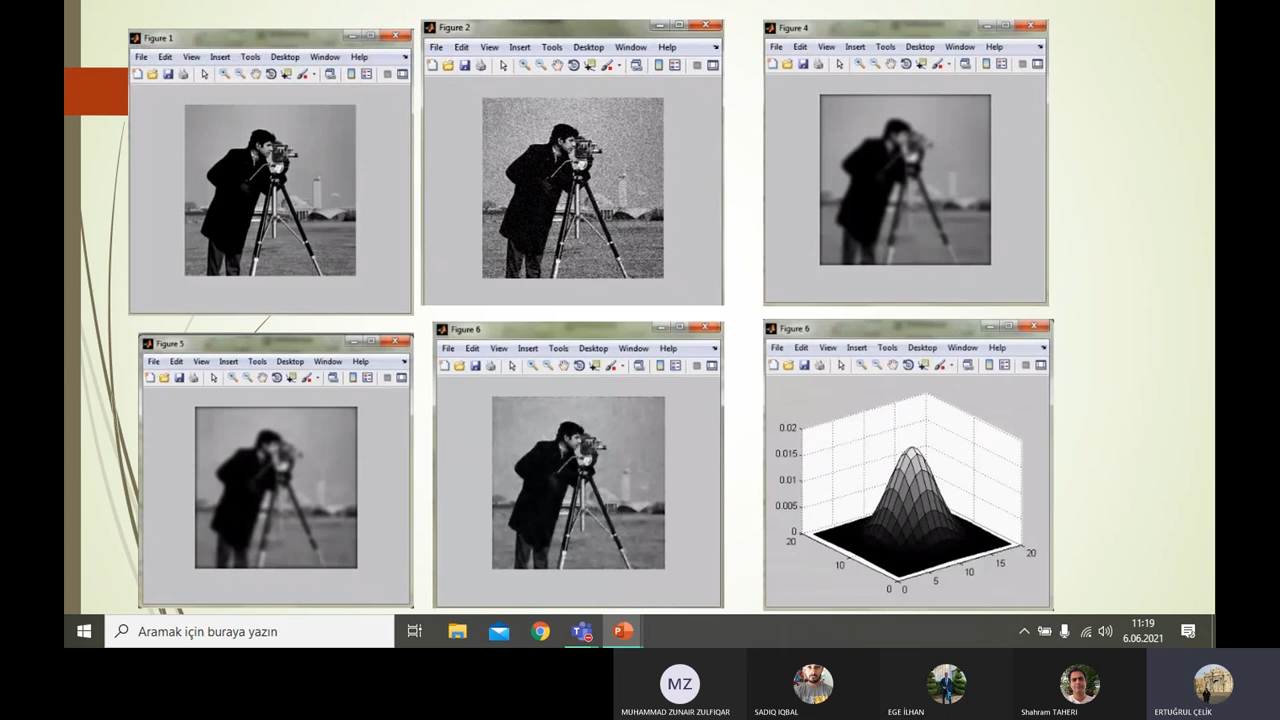 Figure 1
File Edit View Insert Tools Desktop Window Help
Figure 2
File Edit View Insert Tools Desktop Window Help
Figure 4
File Edit View Insert Tools Desktop Window Help
Figure 5
File Edit View Insert Tools Desktop Window Help
Figure 6
File Edit View Insert Tools Desktop Window Help
Figure 6
File Edit View Insert Tools Desktop Window Help
0.02
0.015
0.01
0.005
0
20
10
0
0
5
10
15
20
Aramak için buraya yazın
11:19
6.06.2021
MZ
MUHAMMAD ZUNAIR ZULFIQAR
SADIQ IQBAL
EGE İLHAN
Shahram TAHERI
ERTUĞRUL ÇELİK